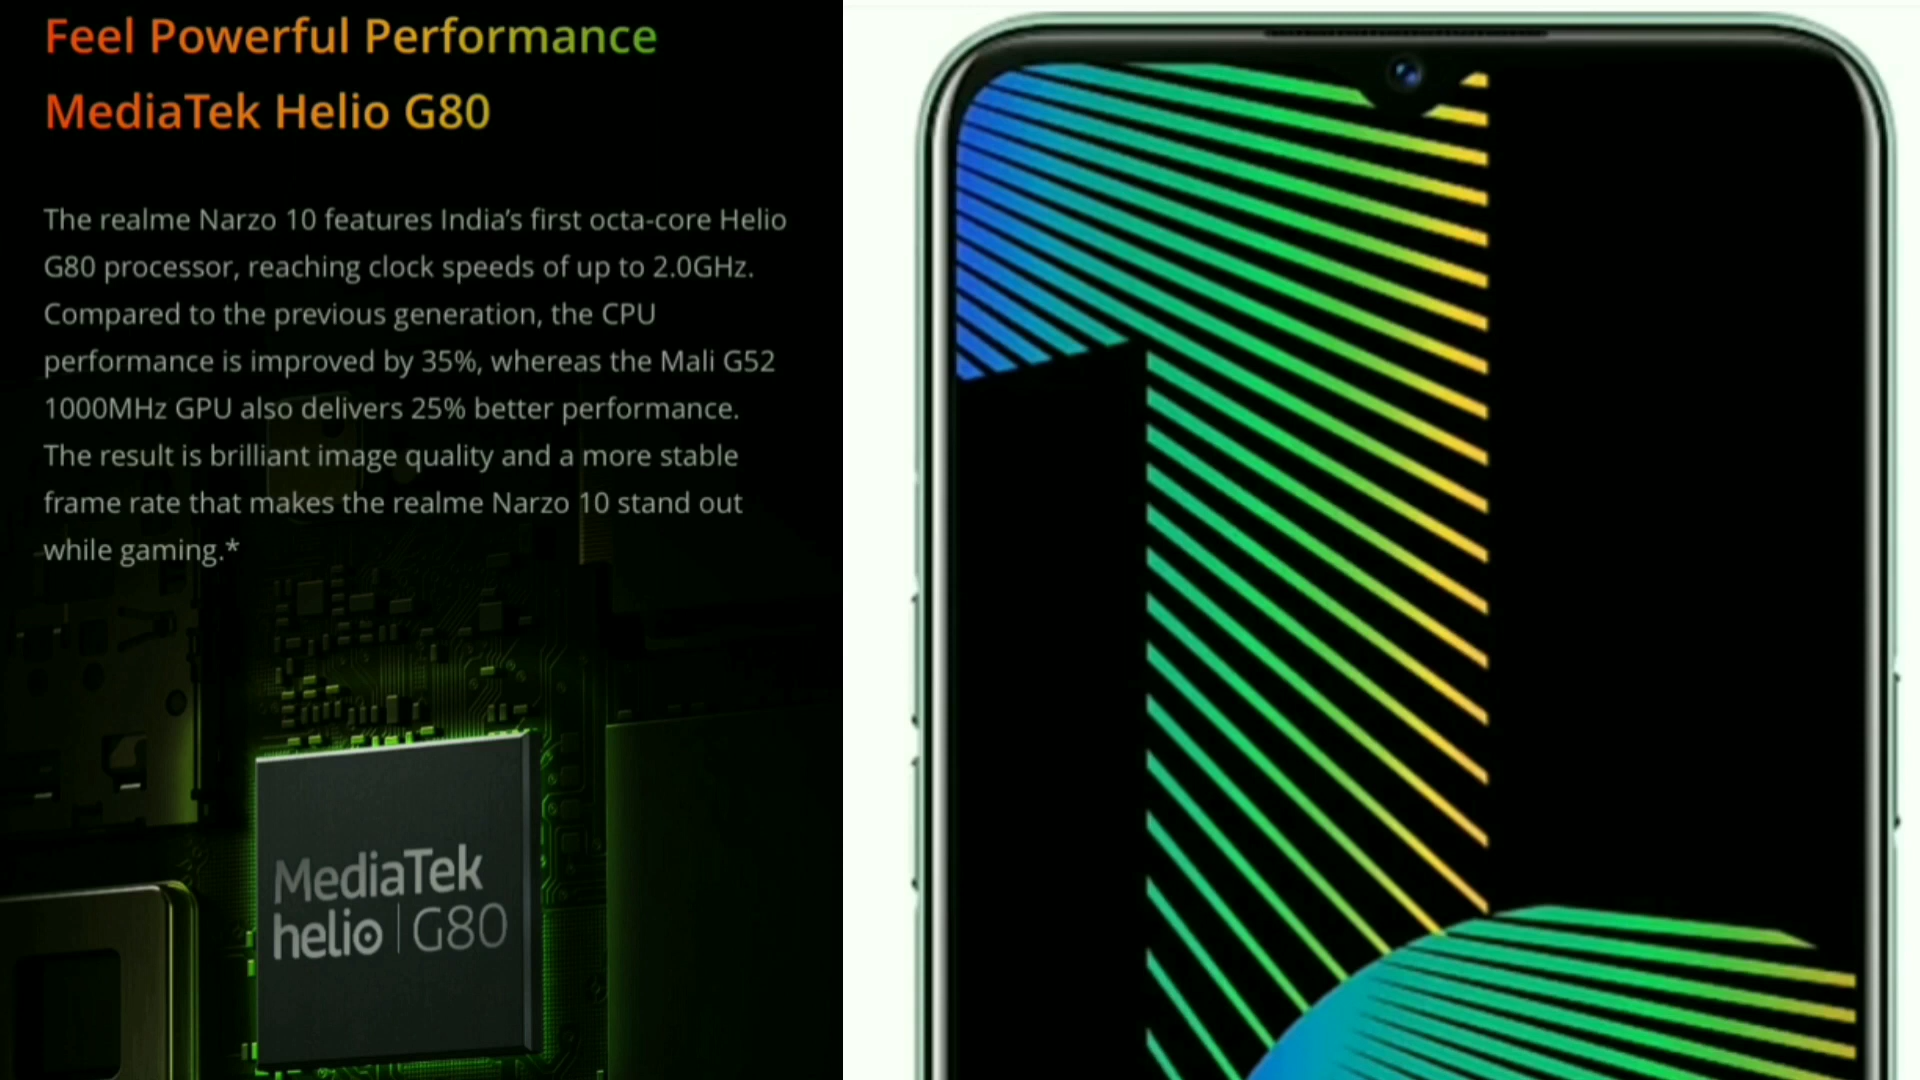 Feel Powerful Performance
MediaTek Helio G80
The realme Narzo 10 features India's first octa-core Helio
G80 processor, reaching clock speeds of up to 2.0GHz.
Compared to the previous generation, the CPU
performance is improved by 35%, whereas the Mali G52
1000MHz GPU also delivers 25% better performance.
The result is brilliant image quality and a more stable
frame rate that makes the realme Narzo 10 stand out
while gaming.*
MediaTek
helio | G80